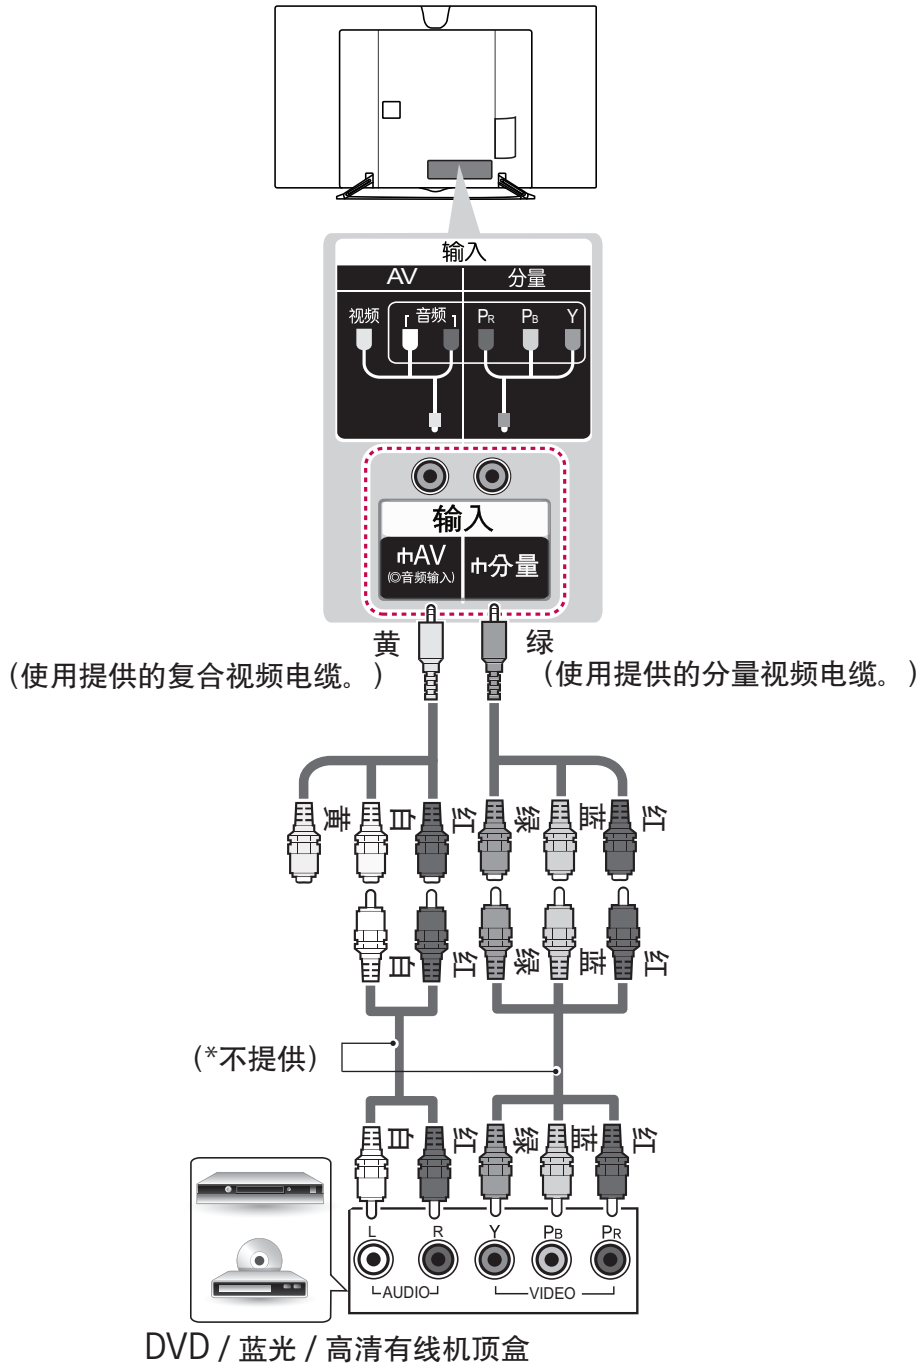 输入
AV 分量
视频 音频 PR PB Y
输入
AV 分量
(◎音频输入)
黄 绿
(使用提供的复合视频电缆。) (使用提供的分量视频电缆。)
黄 白 红 绿 蓝 红
白 红 绿 蓝 红
(*不提供)
白 红 绿 蓝 红
L R Y PB PR
AUDIO VIDEO
DVD / 蓝光 / 高清有线机顶盒